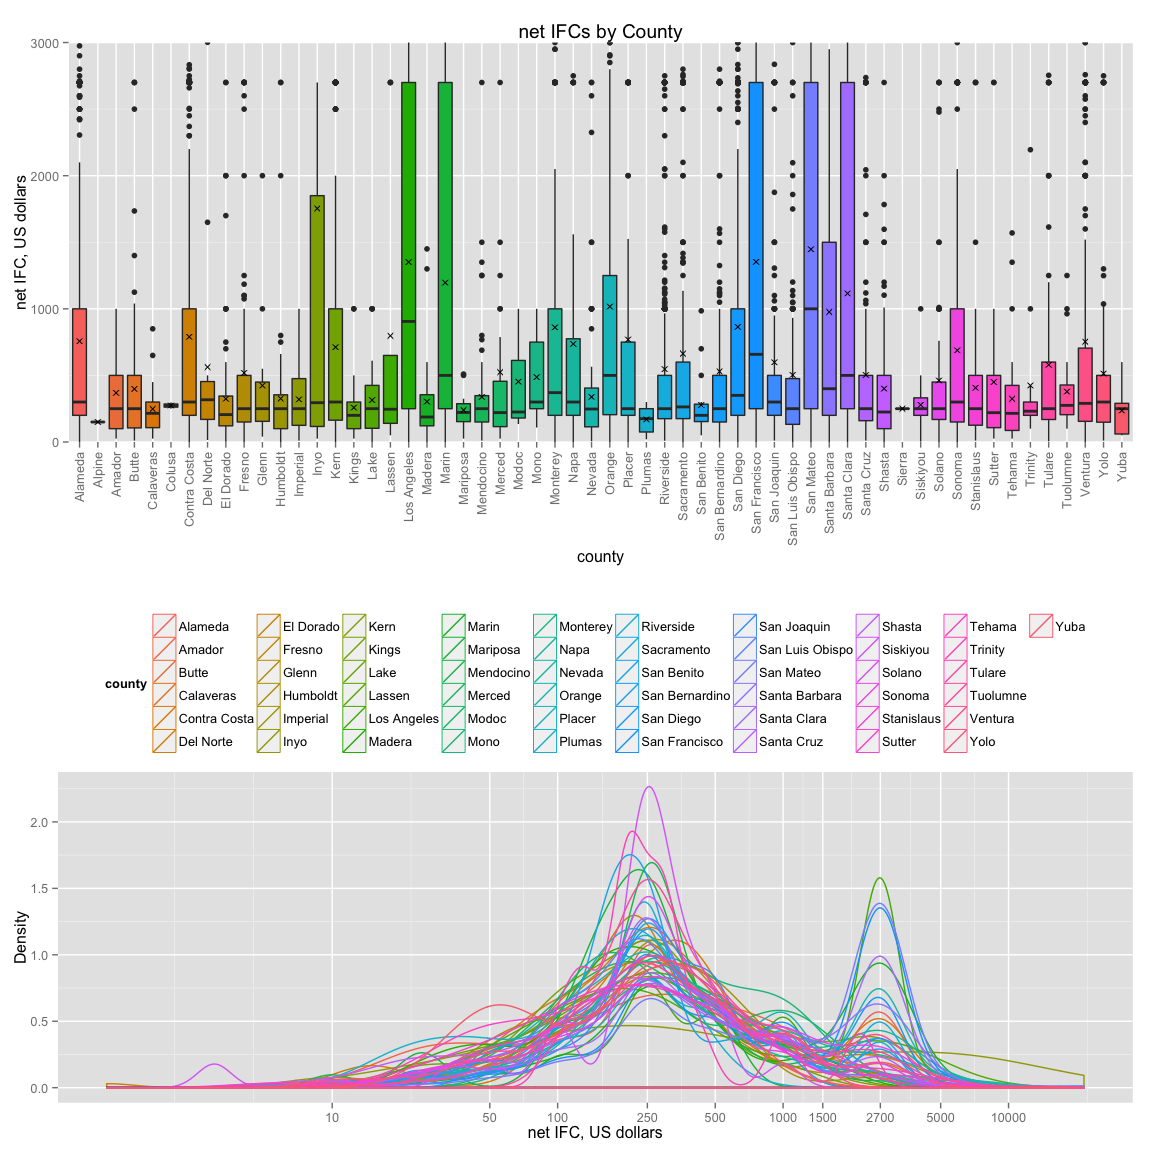 net IFCs by County
3000
2000
1000
0
net IFC, US dollars
Alameda
Alpine
Amador
Butte
Calaveras
Colusa
Contra Costa
Del Norte
El Dorado
Fresno
Glenn
Humboldt
Imperial
Inyo
Kern
Kings
Lake
Lassen
Los Angeles
Madera
Marin
Mariposa
Mendocino
Merced
Modoc
Mono
Monterey
Napa
Nevada
Orange
Placer
Plumas
Riverside
Sacramento
San Benito
San Bernardino
San Diego
San Francisco
San Joaquin
San Luis Obispo
San Mateo
Santa Barbara
Santa Clara
Santa Cruz
Shasta
Sierra
Siskiyou
Solano
Sonoma
Stanislaus
Sutter
Tehama
Trinity
Tulare
Tuolumne
Ventura
Yolo
Yuba
county
county
Alameda El Dorado Kern Marin Monterey Riverside San Joaquin Shasta Tehama Yuba
Amador Fresno Kings Mariposa Napa Sacramento San Luis Obispo Siskiyou Trinity
Butte Glenn Lake Mendocino Nevada San Benito San Mateo Solano Tulare
Calaveras Humboldt Lassen Merced Orange San Bernardino Santa Barbara Sonoma Tuolumne
Contra Costa Imperial Los Angeles Modoc Placer San Diego Santa Clara Stanislaus Ventura
Del Norte Inyo Madera Mono Plumas San Francisco Santa Cruz Sutter Yolo
2.0
1.5
1.0
0.5
0.0
Density
10 50 100 250 500 1000 1500 2700 5000 10000
net IFC, US dollars